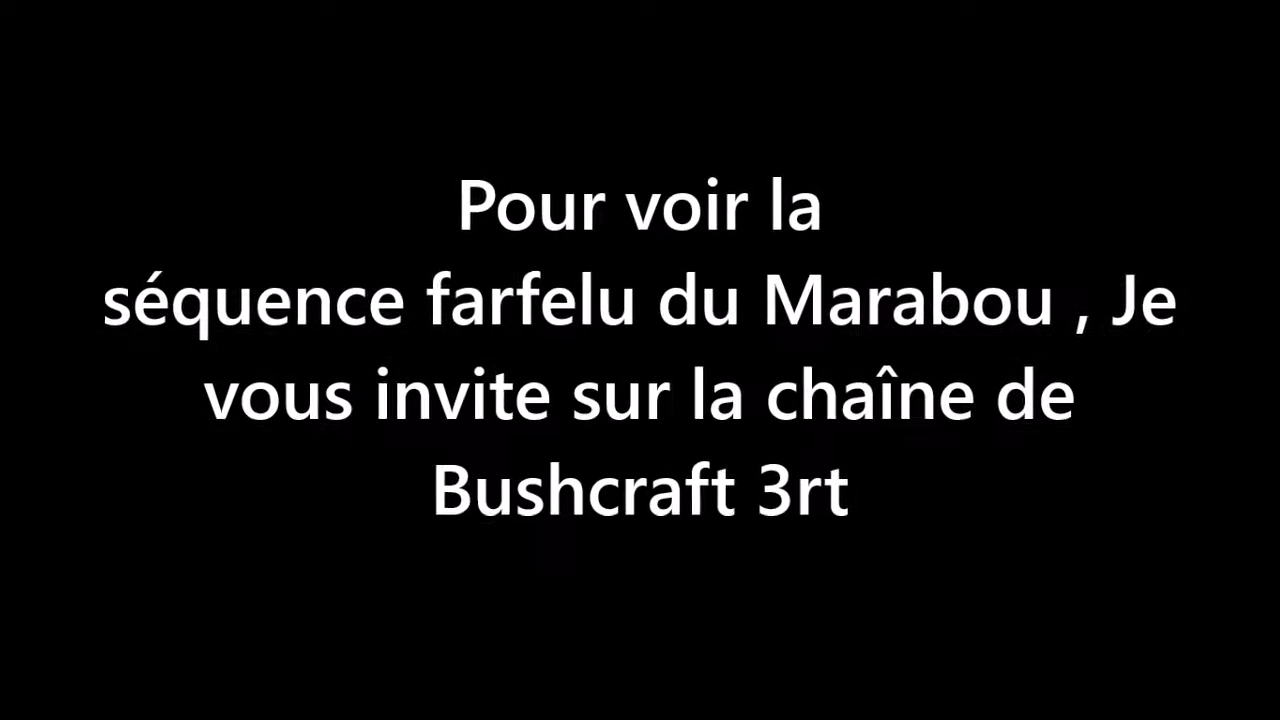 Pour voir la
séquence farfelu du Marabou , Je
vous invite sur la chaîne de
Bushcraft 3rt